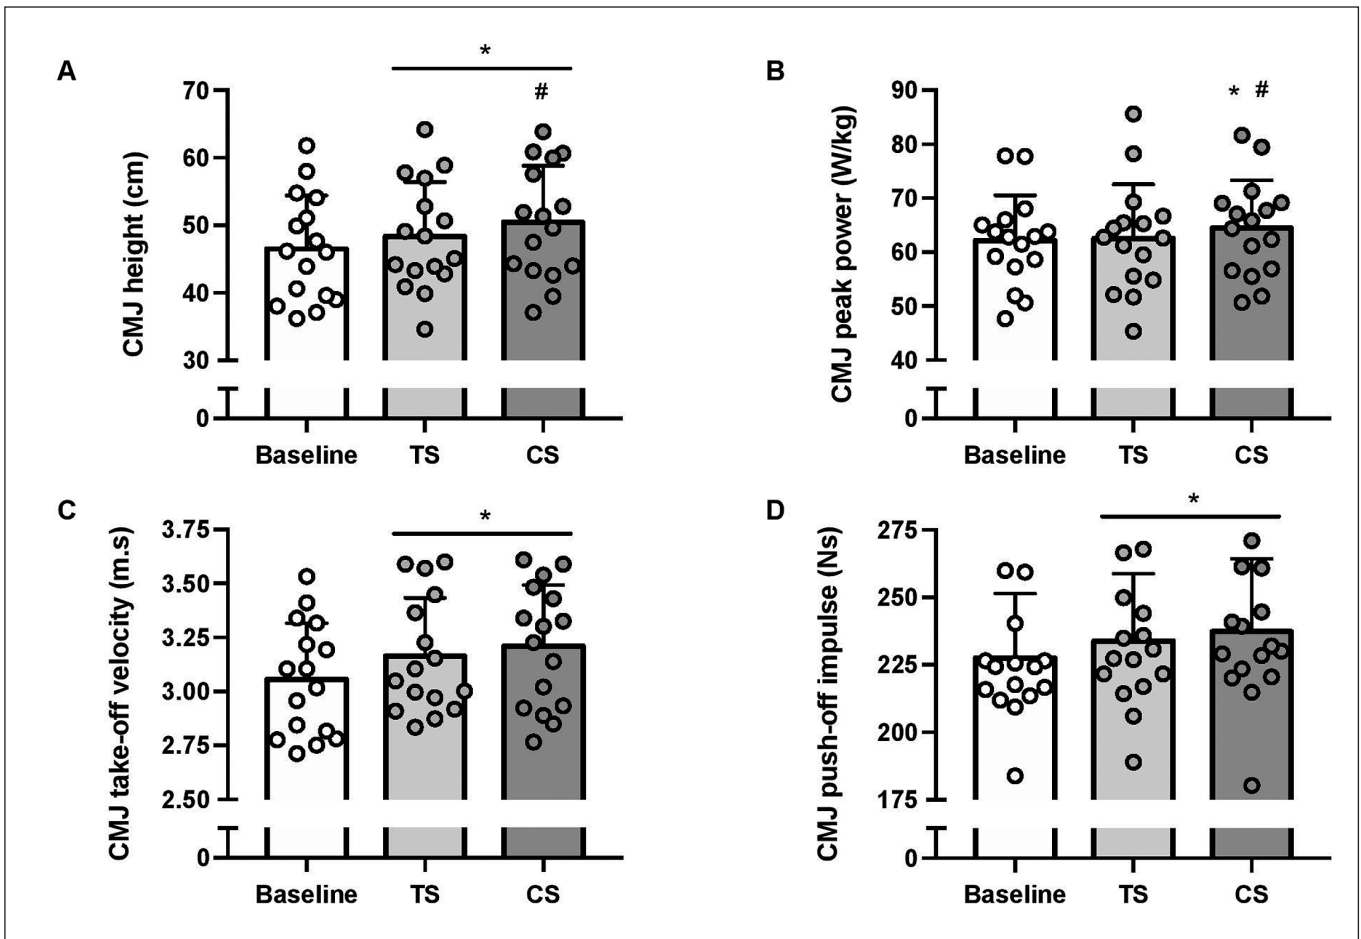 A
*
#
CMJ height (cm)
70
60
50
40
30
0
Baseline TS CS
B
* #
CMJ peak power (W/kg)
90
80
70
60
50
40
0
Baseline TS CS
C
*
CMJ take-off velocity (m.s)
3.75
3.50
3.25
3.00
2.75
2.50
0
Baseline TS CS
D
*
CMJ push-off impulse (Ns)
275
250
225
200
175
0
Baseline TS CS